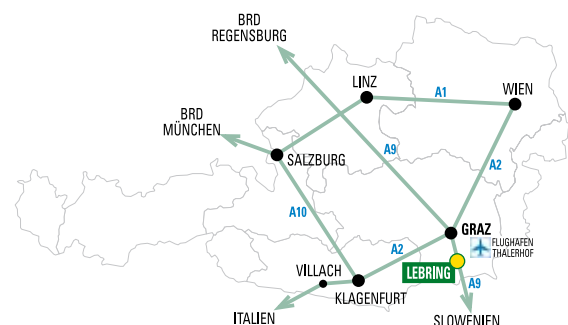 BRD
REGENSBURG
LINZ
A1
WIEN
BRD
MÜNCHEN
SALZBURG
A9
A2
A10
GRAZ
FLUGHAFEN
THALERHOF
A2
VILLACH
LEBRING
KLAGENFURT
A9
ITALIEN
SLOWENIEN